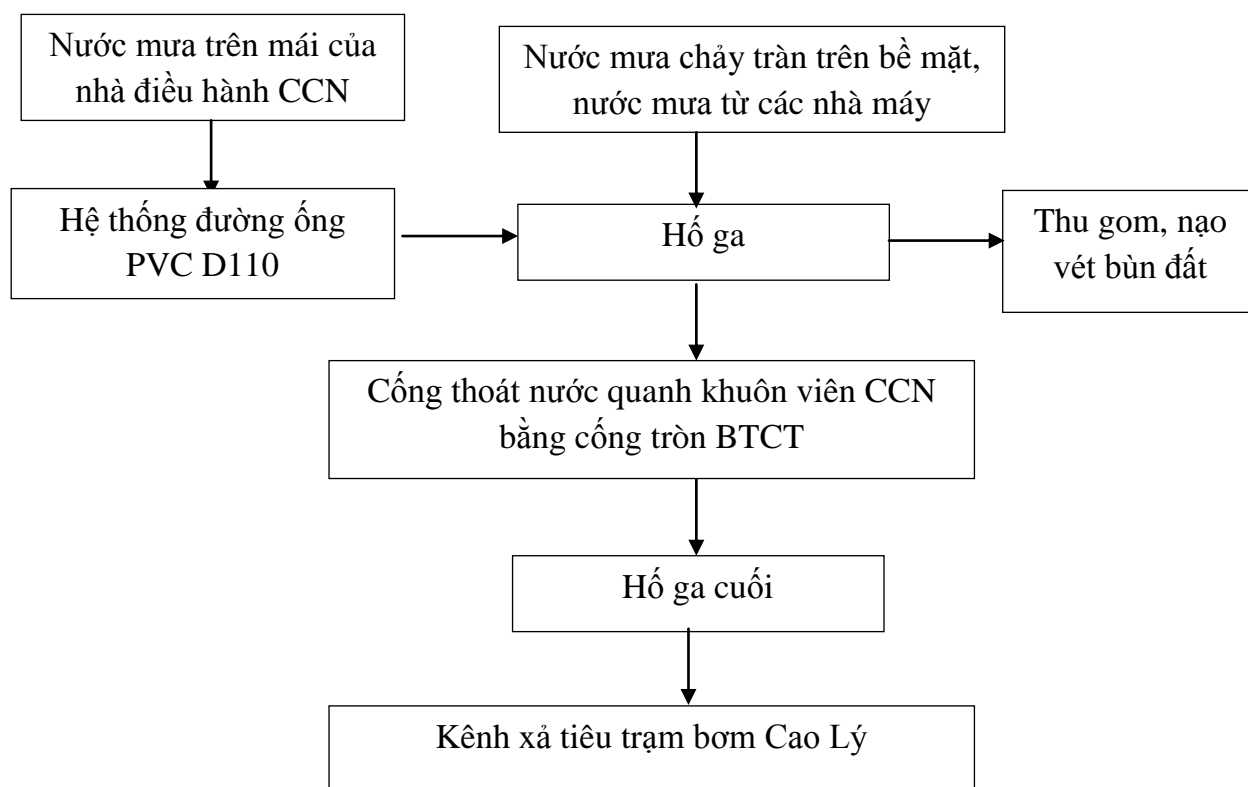 Nước mưa trên mái của
nhà điều hành CCN
Nước mưa chảy tràn trên bề mặt,
nước mưa từ các nhà máy
Hệ thống đường ống
PVC D110
Hố ga
Thu gom, nạo
vét bùn đất
Cống thoát nước quanh khuôn viên CCN
bằng cống tròn BTCT
Hố ga cuối
Kênh xả tiêu trạm bơm Cao Lý